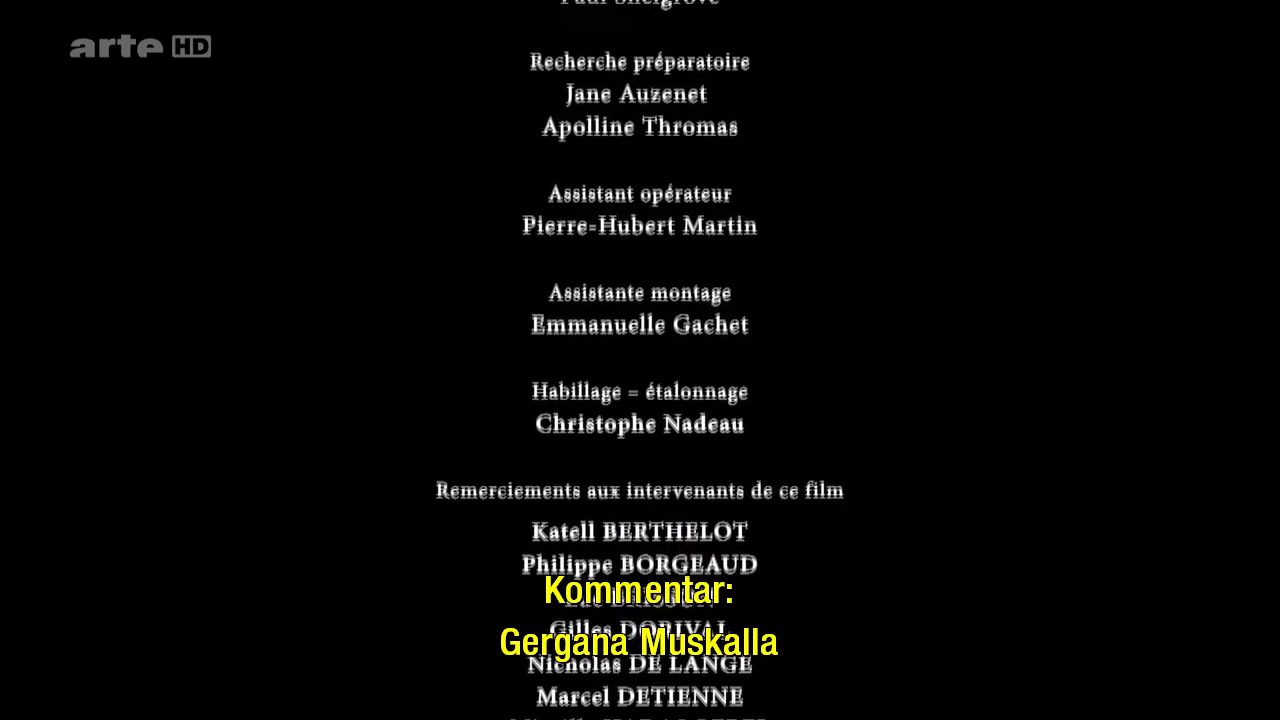 arte HD
Recherche préparatoire
Jane Auzenet
Apolline Thromas
Assistant opérateur
Pierre-Hubert Martin
Assistante montage
Emmanuelle Gachet
Habillage - étalonnage
Christophe Nadeau
Remerciements aux intervenants de ce film
Katell BERTHELOT
Philippe BORGEAUD
Kommentar:
Gilles DORIVAL
Gergana Muskalla
Nicholas DE LANGE
Marcel DETIENNE